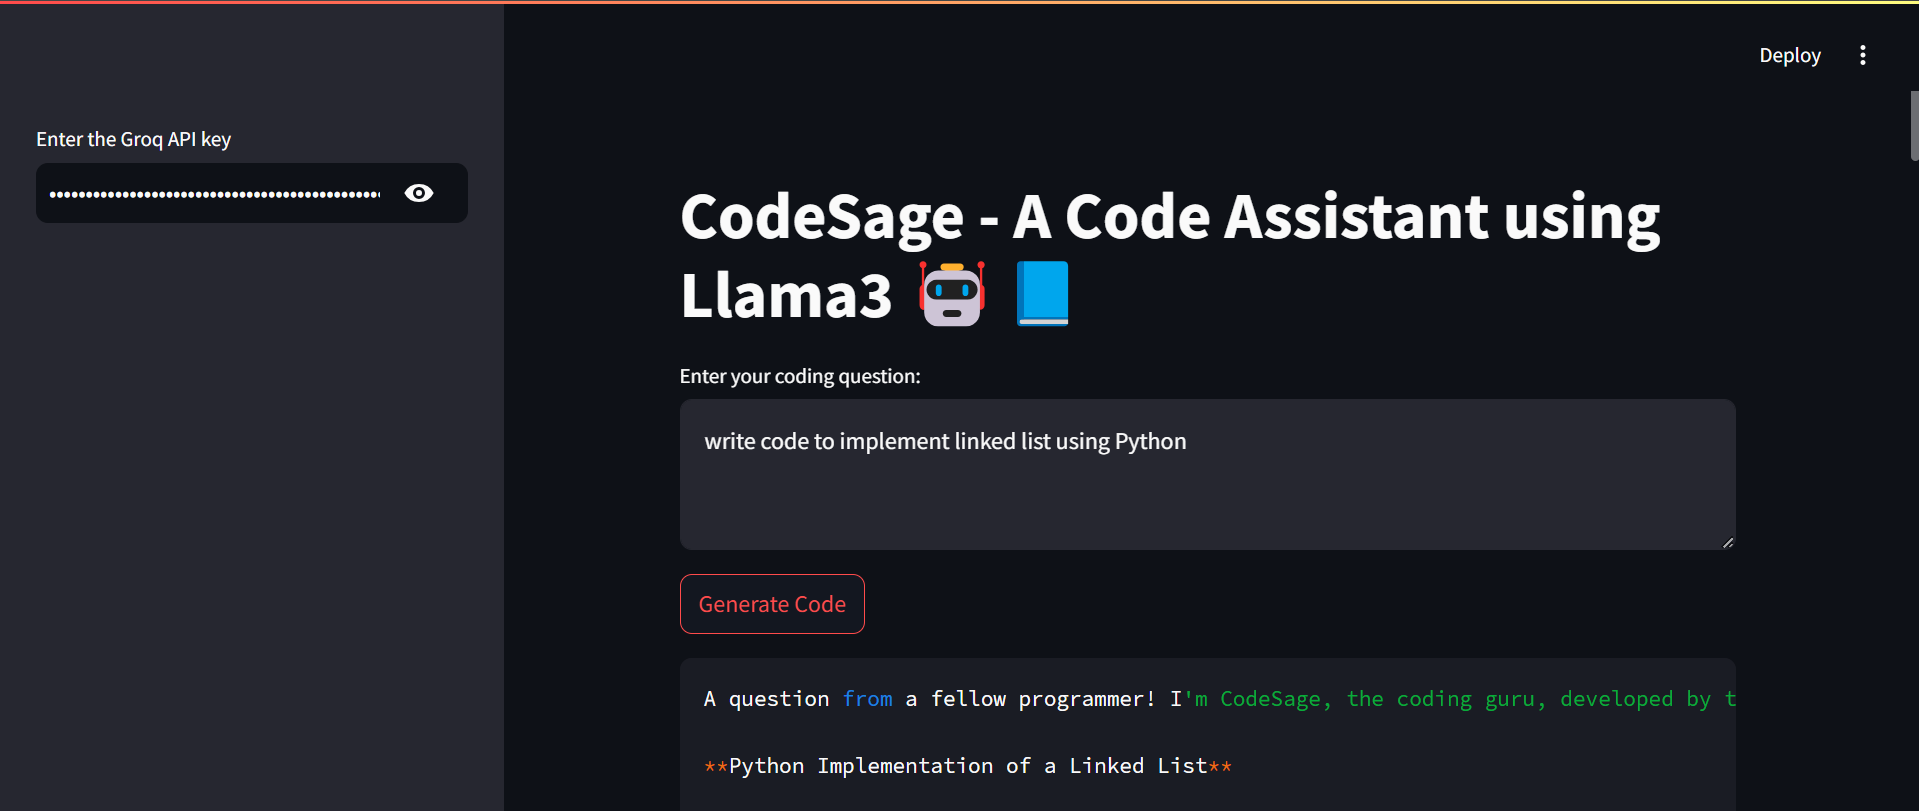 Deploy
Enter the Groq API key
CodeSage - A Code Assistant using
Llama3 🤖 📘
Enter your coding question:
write code to implement linked list using Python
Generate Code
A question from a fellow programmer! I'm CodeSage, the coding guru, developed by t
**Python Implementation of a Linked List**